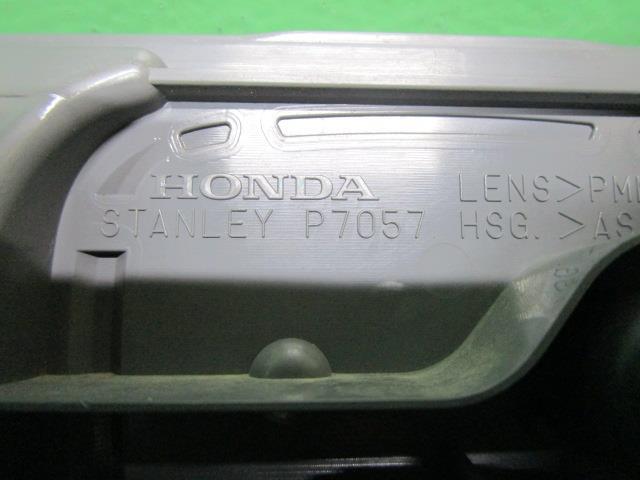 HONDA LENS>PM
STANLEY P7057 HSG. >AS